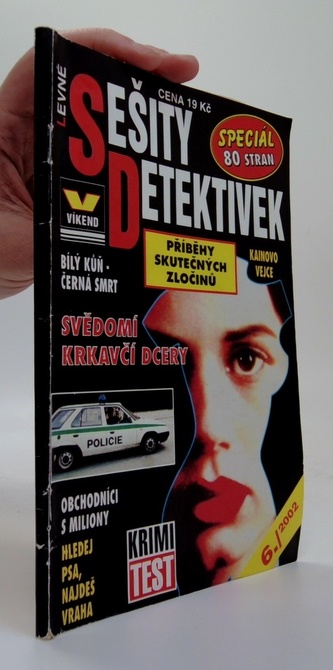 LEVNÉ
CENA 19 Kč
SEŠITY
DETEKTIVEK
SPECIÁL
80 STRAN
V
VÍKEND
PŘÍBĚHY
SKUTEČNÝCH
ZLOČINŮ
KAINOVO
VEJCE
BÍLÝ KŮŇ -
ČERNÁ SMRT
SVĚDOMÍ
KRKAVČÍ DCERY
POLICIE
OBCHODNÍCI
S MILIONY
HLEDEJ
PSA,
NAJDEŠ
VRAHA
KRIMI
TEST
6./2002